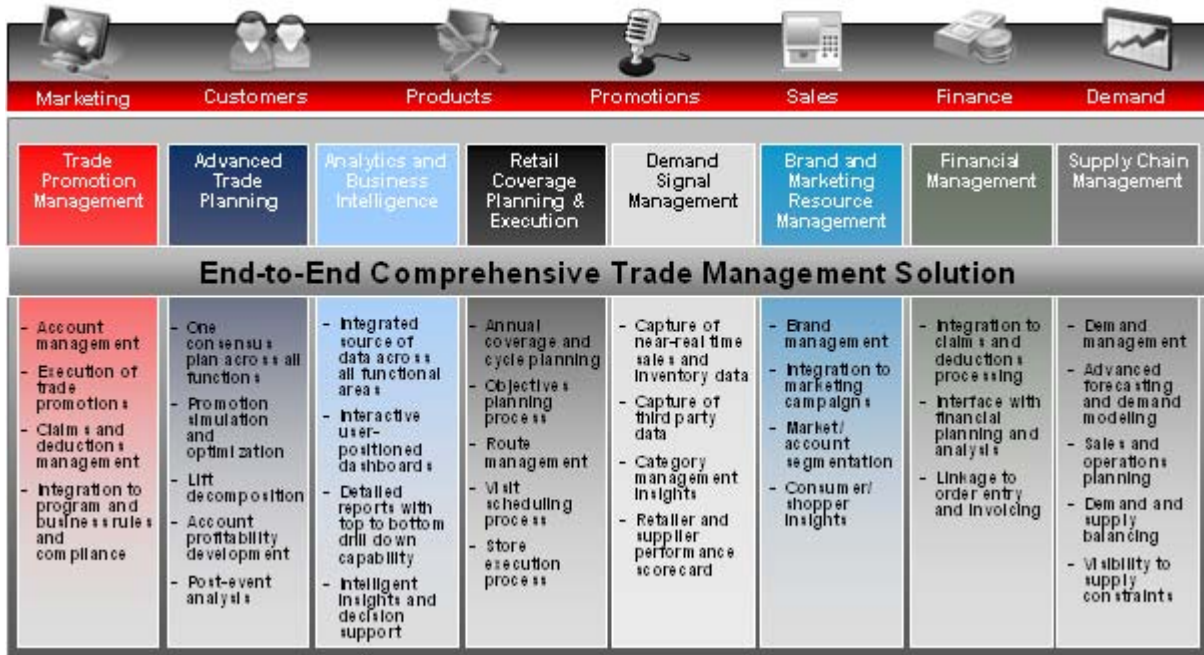 Marketing
Customers
Products
Promotions
Sales
Finance
Demand
Trade
Promotion
Management
Advanced
Trade
Planning
Analytics and
Business
Intelligence
Retail
Coverage
Planning &
Execution
Demand
Signal
Management
Brand and
Marketing
Resource
Management
Financial
Management
Supply Chain
Management
End-to-End Comprehensive Trade Management Solution
- Account
management
- Execution of
trade
promotions
- Claims and
deductions
management
- Integration to
program and
business rules
and
compliance
- One
consensus
plan across all
functions
- Promotion
simulation
and
optimization
- Lift
decomposition
- Account
profitability
development
- Post-event
analysis
- Integrated
source of
data across
all functional
areas
- Interactive
user-
positioned
dashboards
- Detailed
reports with
top to bottom
drill down
capability
- Intelligent
insights and
decision
support
- Annual
coverage and
cycle planning
- Objectives
planning
process
- Route
management
- Visit
scheduling
process
- Store
execution
process
- Capture of
near-real time
sales and
inventory data
- Capture of
third party
data
- Category
management
insights
- Retailer and
supplier
performance
scorecard
- Brand
management
- Integration to
marketing
campaigns
- Market/
account
segmentation
- Consumer/
shopper
insights
- Integration to
claims and
deductions
processing
- Interface with
financial
planning and
analysis
- Linkage to
order entry
and invoicing
- Demand
management
- Advanced
forecasting
and demand
modeling
- Sales and
operations
planning
- Demand and
supply
balancing
- Visibility to
supply
constraints